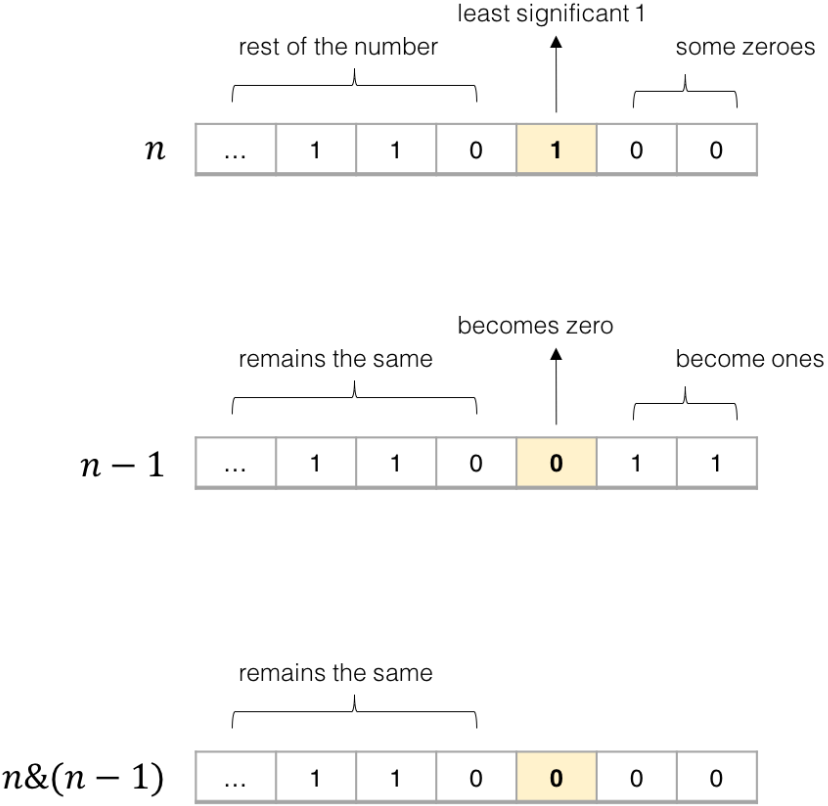 least significant 1
rest of the number
some zeroes
n ... 1 1 0 1 0 0
becomes zero
remains the same
become ones
n − 1 ... 1 1 0 0 1 1
remains the same
n&(n − 1) ... 1 1 0 0 0 0